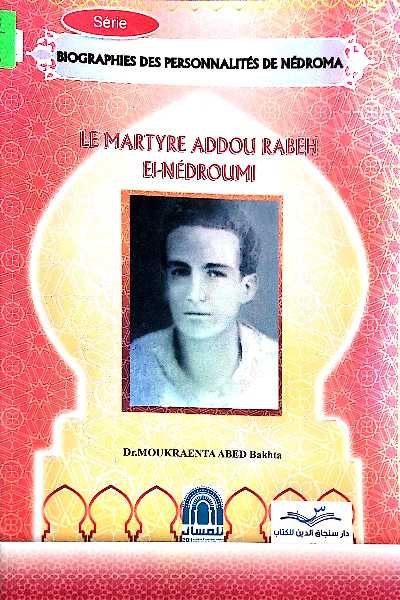 Série
BIOGRAPHIES DES PERSONNALITÉS DE NÉDROMA
LE MARTYRE ADDOU RABEH
El-NÉDROUMI
Dr.MOUKRAENTA ABED Bakhta
تلمسان
دار سنجاق الدين للكتاب